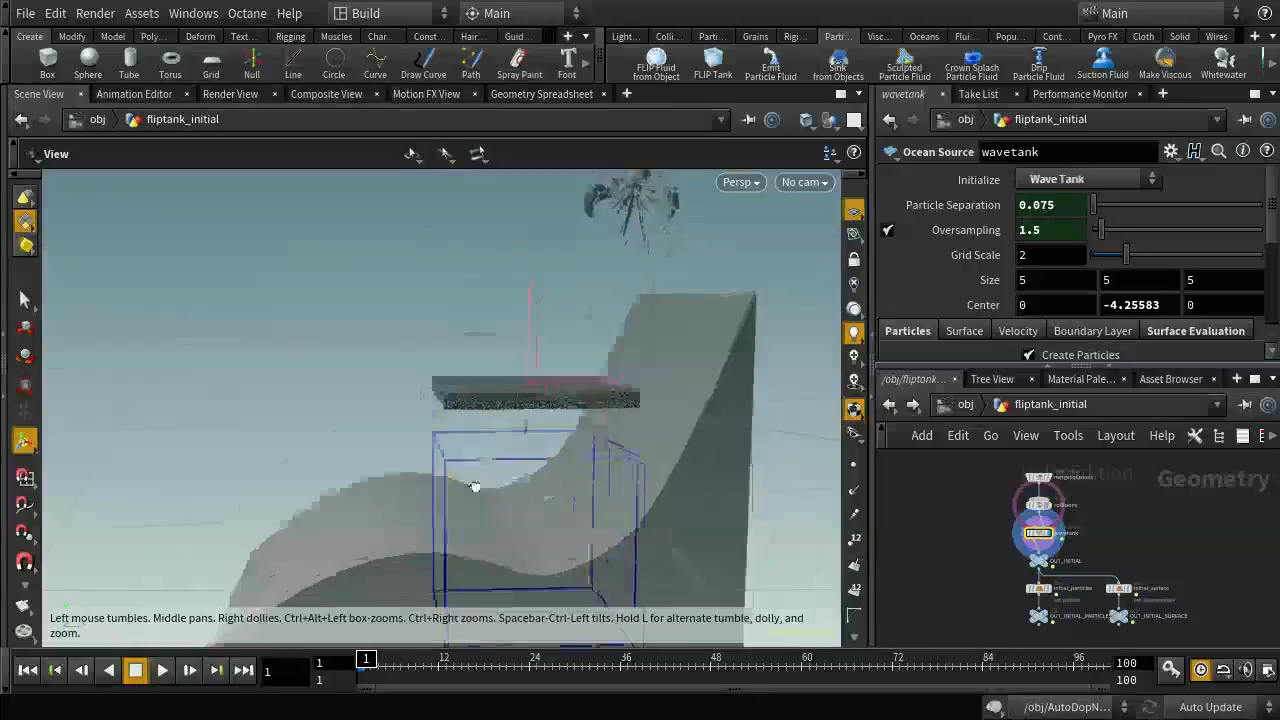 File Edit Render Assets Windows Octane Help Build Main Main
Create Modify Model Poly... Deform Text... Rigging Muscles Char... Const... Hair... Guid... Light... Colli... Parti... Grains Rig... Parti... Visc... Oceans Flui... Popu... Cont... Pyro FX Cloth Solid Wires
Box Sphere Tube Torus Grid Null Line Circle Curve Draw Curve Path Spray Paint Font
FLIP Fluid from Object FLIP Tank Emit Particle Fluid Sink from Objects Sculpted Particle Fluid Crown Splash Particle Fluid Drip Particle Fluid Suction Fluid Make Viscous Whitewater
Scene View Animation Editor Render View Composite View Motion FX View Geometry Spreadsheet
wavetank Take List Performance Monitor
obj fliptank_initial
obj fliptank_initial
View
Persp No cam
Ocean Source wavetank
Initialize Wave Tank
Particle Separation 0.075
Oversampling 1.5
Grid Scale 2
Size 5 5 5
Center 0 -4.25583 0
Particles Surface Velocity Boundary Layer Surface Evaluation
Create Particles
/obj/fliptank... Tree View Material Pale... Asset Browser
obj fliptank_initial
Add Edit Go View Tools Layout Help
Geometry
wavetank
OUT_INITIAL
initial_particles initial_surface
OUT_INITIAL_PARTICLES OUT_INITIAL_SURFACE
12
12
Left mouse tumbles. Middle pans. Right dollies. Ctrl+Alt+Left box-zooms. Ctrl+Right zooms. Spacebar-Ctrl-Left tilts. Hold L for alternate tumble, dolly, and
zoom.
1 1 1 1 12 24 36 48 60 72 84 96 100 100
/obj/AutoDopN... Auto Update